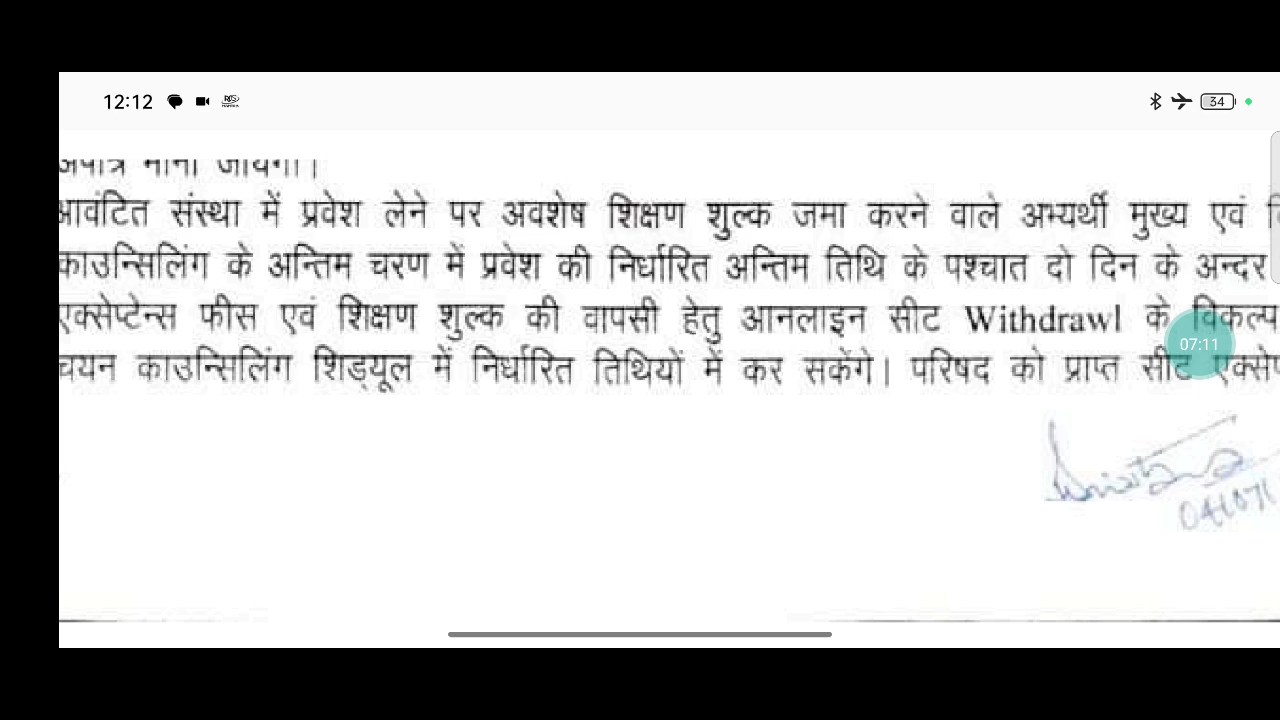 12:12
34
अपात्र माना जायेगा।
आवंटित संस्था में प्रवेश लेने पर अवशेष शिक्षण शुल्क जमा करने वाले अभ्यर्थी मुख्य एवं
काउन्सिलिंग के अन्तिम चरण में प्रवेश की निर्धारित अन्तिम तिथि के पश्चात दो दिन के अन्दर
एक्सेप्टेन्स फीस एवं शिक्षण शुल्क की वापसी हेतु आनलाइन सीट Withdrawl के विकल्प
07:11
चयन काउन्सिलिंग शिड्यूल में निर्धारित तिथियों में कर सकेंगे। परिषद को प्राप्त सीट